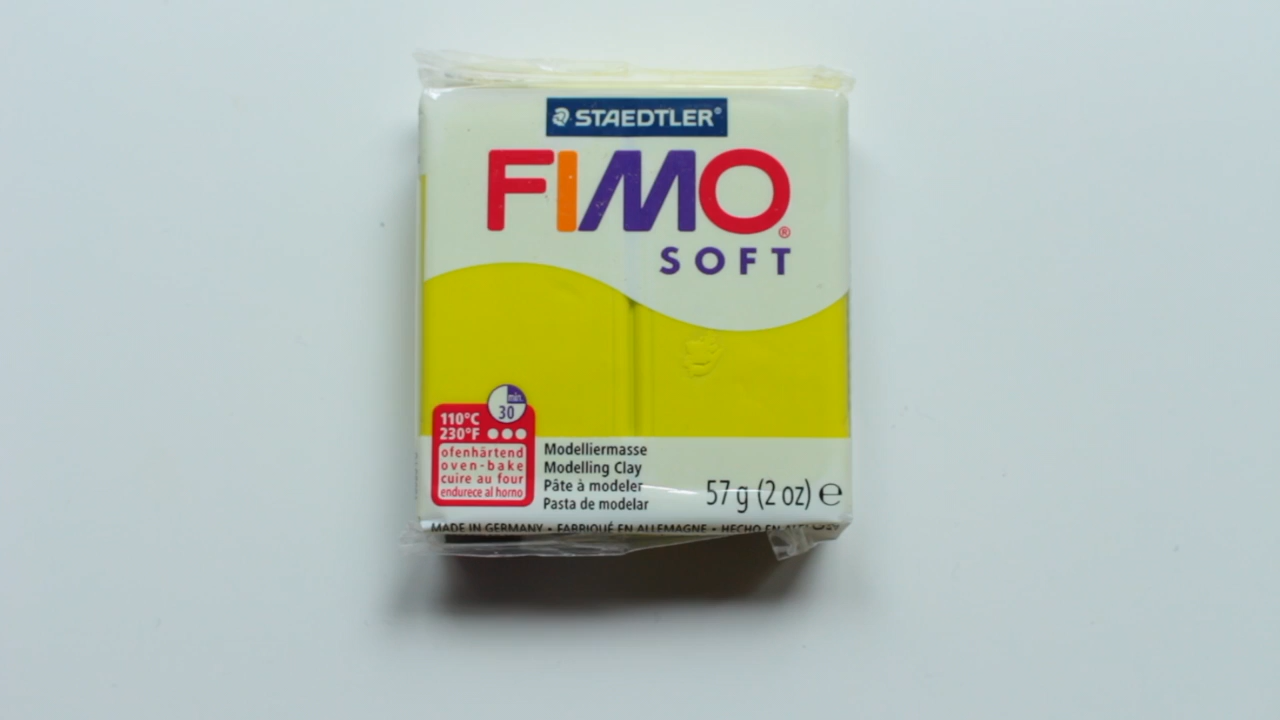 STAEDTLER®
FIMO®
SOFT
min.
30
110°C
230°F
ofenhärtend
oven-bake
cuire au four
endurece al horno
Modelliermasse
Modelling Clay
Pâte à modeler
Pasta de modelar
57 g (2 oz) ℮
MADE IN GERMANY • FABRIQUÉ EN ALLEMAGNE • HECHO EN